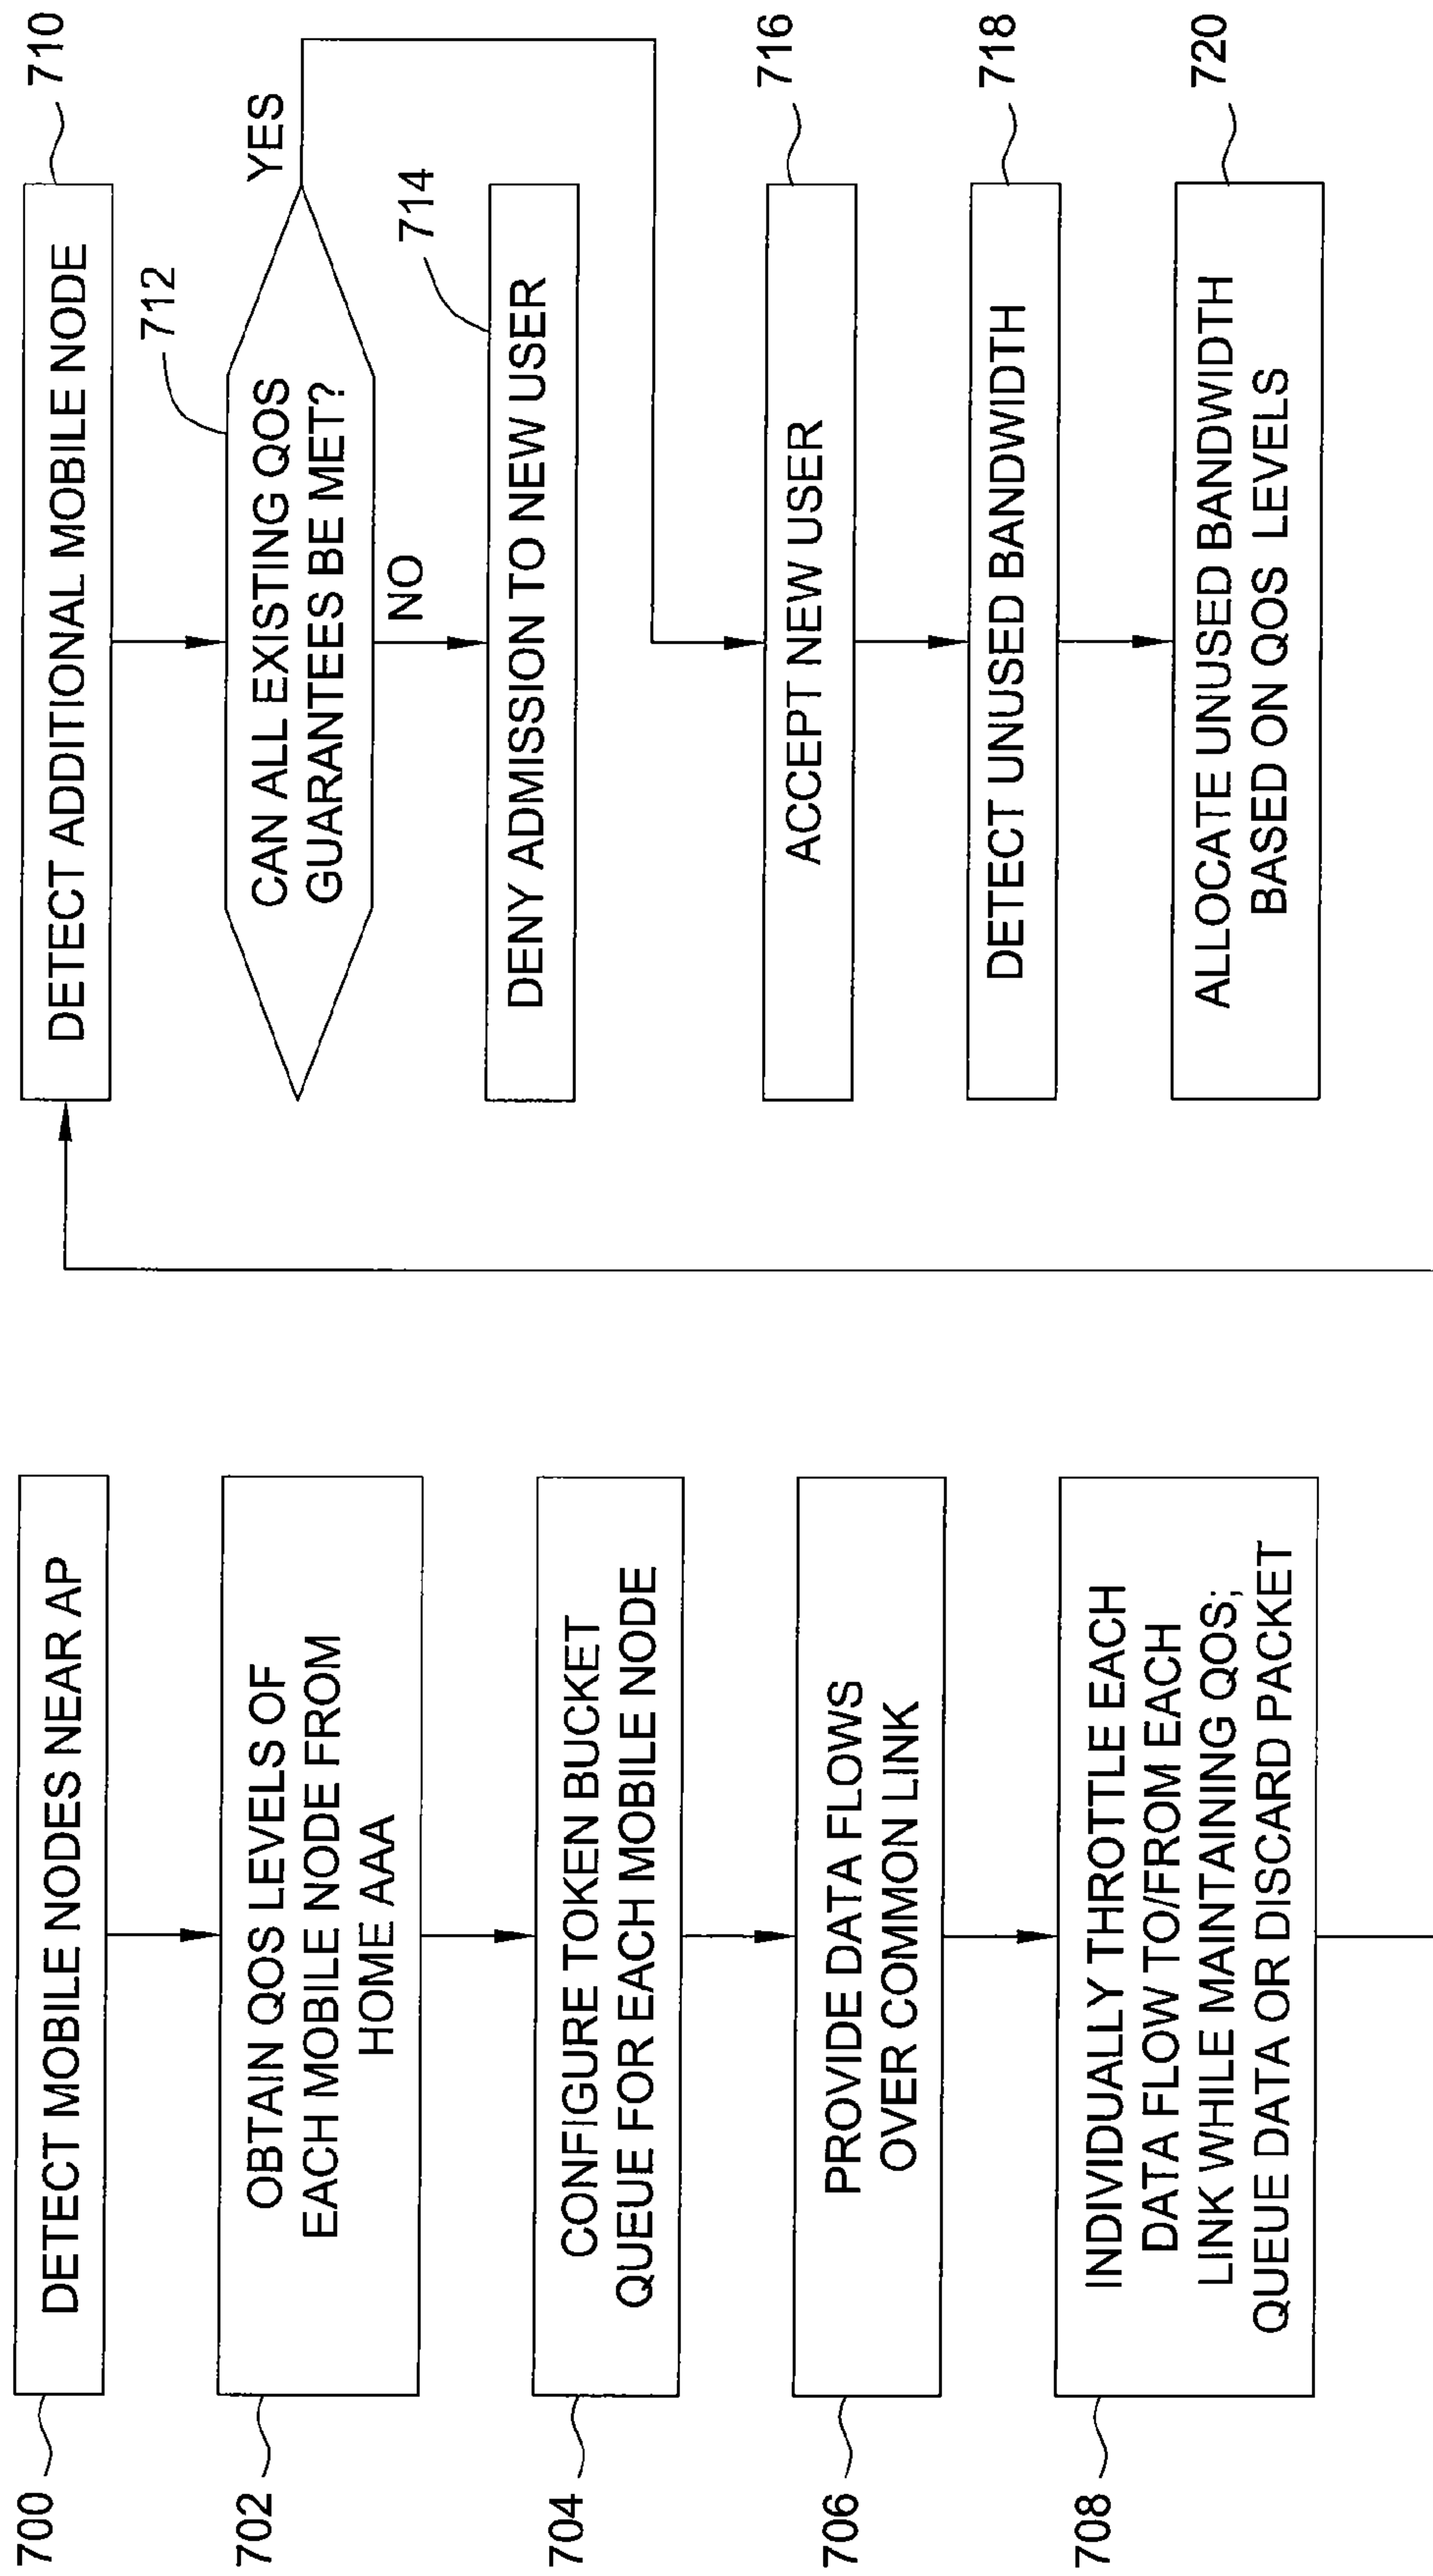 700
DETECT MOBILE NODES NEAR AP
702
OBTAIN QOS LEVELS OF
EACH MOBILE NODE FROM
HOME AAA
704
CONFIGURE TOKEN BUCKET
QUEUE FOR EACH MOBILE NODE
706
PROVIDE DATA FLOWS
OVER COMMON LINK
708
INDIVIDUALLY THROTTLE EACH
DATA FLOW TO/FROM EACH
LINK WHILE MAINTAINING QOS;
QUEUE DATA OR DISCARD PACKET
710
DETECT ADDITIONAL MOBILE NODE
712
CAN ALL EXISTING QOS
GUARANTEES BE MET?
YES
NO
714
DENY ADMISSION TO NEW USER
716
ACCEPT NEW USER
718
DETECT UNUSED BANDWIDTH
720
ALLOCATE UNUSED BANDWIDTH
BASED ON QOS LEVELS